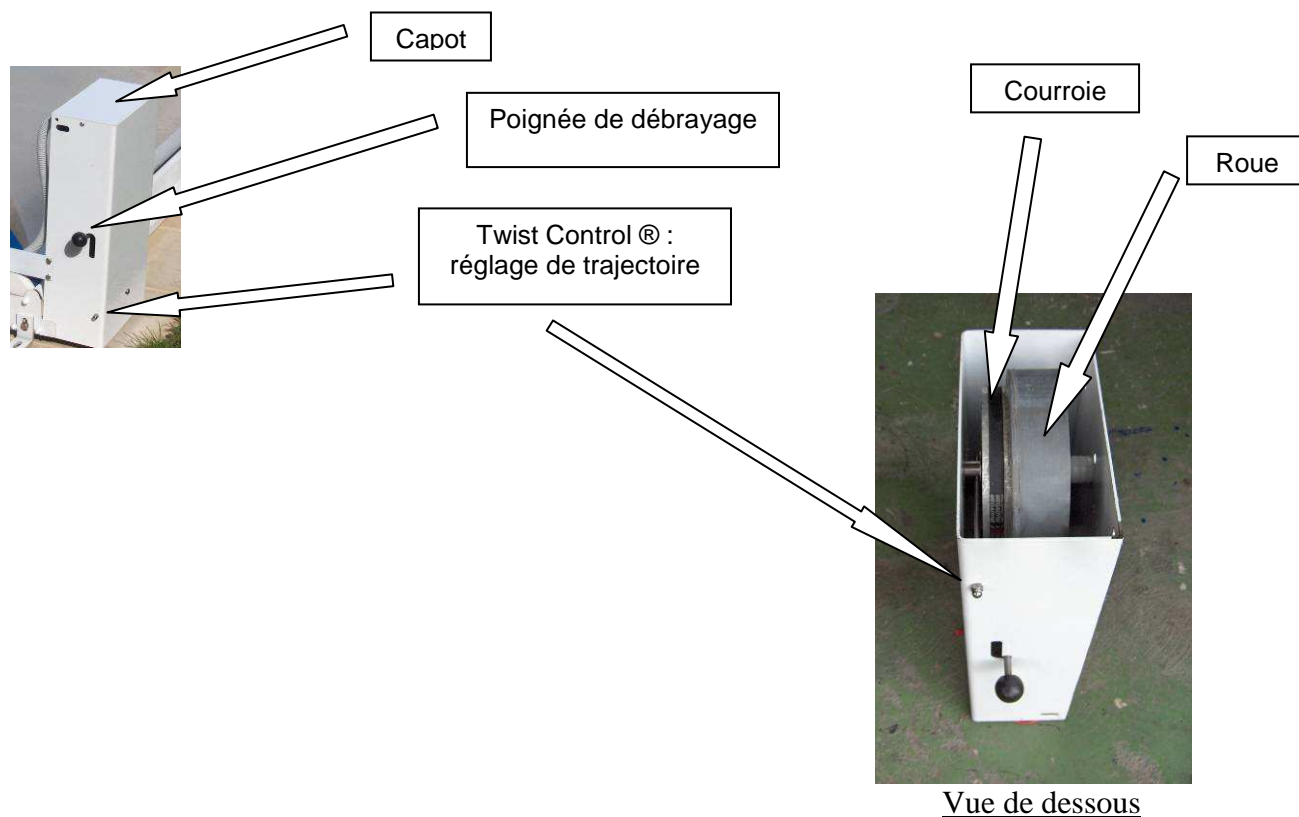 Capot
Poignée de débrayage
Courroie
Roue
Twist Control ® :
réglage de trajectoire
Vue de dessous